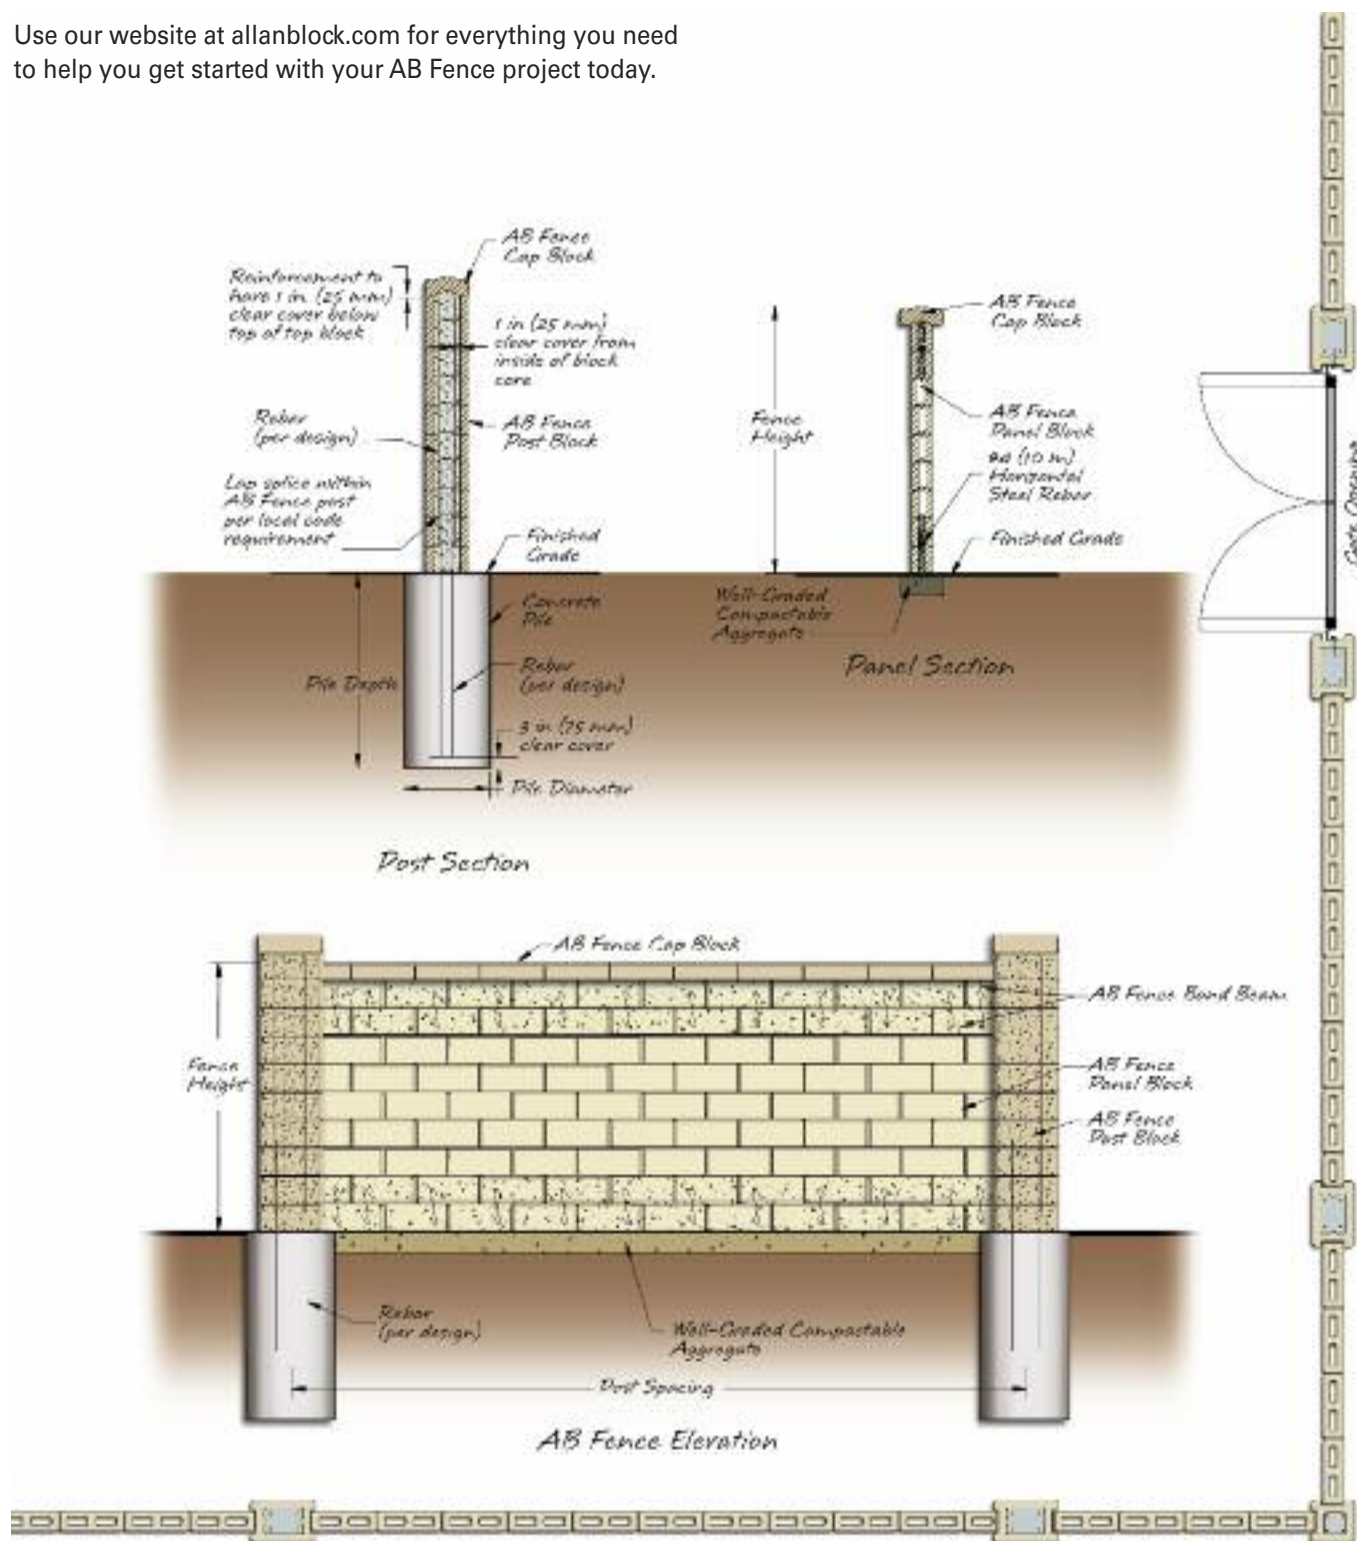 Use our website at allanblock.com for everything you need
to help you get started with your AB Fence project today.
AB Fence
Cap Block
Reinforcement to
have 1 in. (25 mm)
clear cover below
top of top block
1 in (25 mm)
clear cover from
inside of block
core
Rebar
(per design)
AB Fence
Post Block
Lap splice within
AB Fence post
per local code
requirement
Finished
Grade
Concrete
Pile
Pile Depth
Rebar
(per design)
3 in (75 mm)
clear cover
Pile Diameter
Post Section
AB Fence
Cap Block
Fence
Height
AB Fence
Panel Block
#4 (10 m)
Horizontal
Steel Rebar
Finished Grade
Well-Graded
Compactable
Aggregate
Panel Section
Gate Opening
AB Fence Cap Block
AB Fence Bond Beam
Fence
Height
AB Fence
Panel Block
AB Fence
Post Block
Rebar
(per design)
Well-Graded Compactable
Aggregate
Post Spacing
AB Fence Elevation